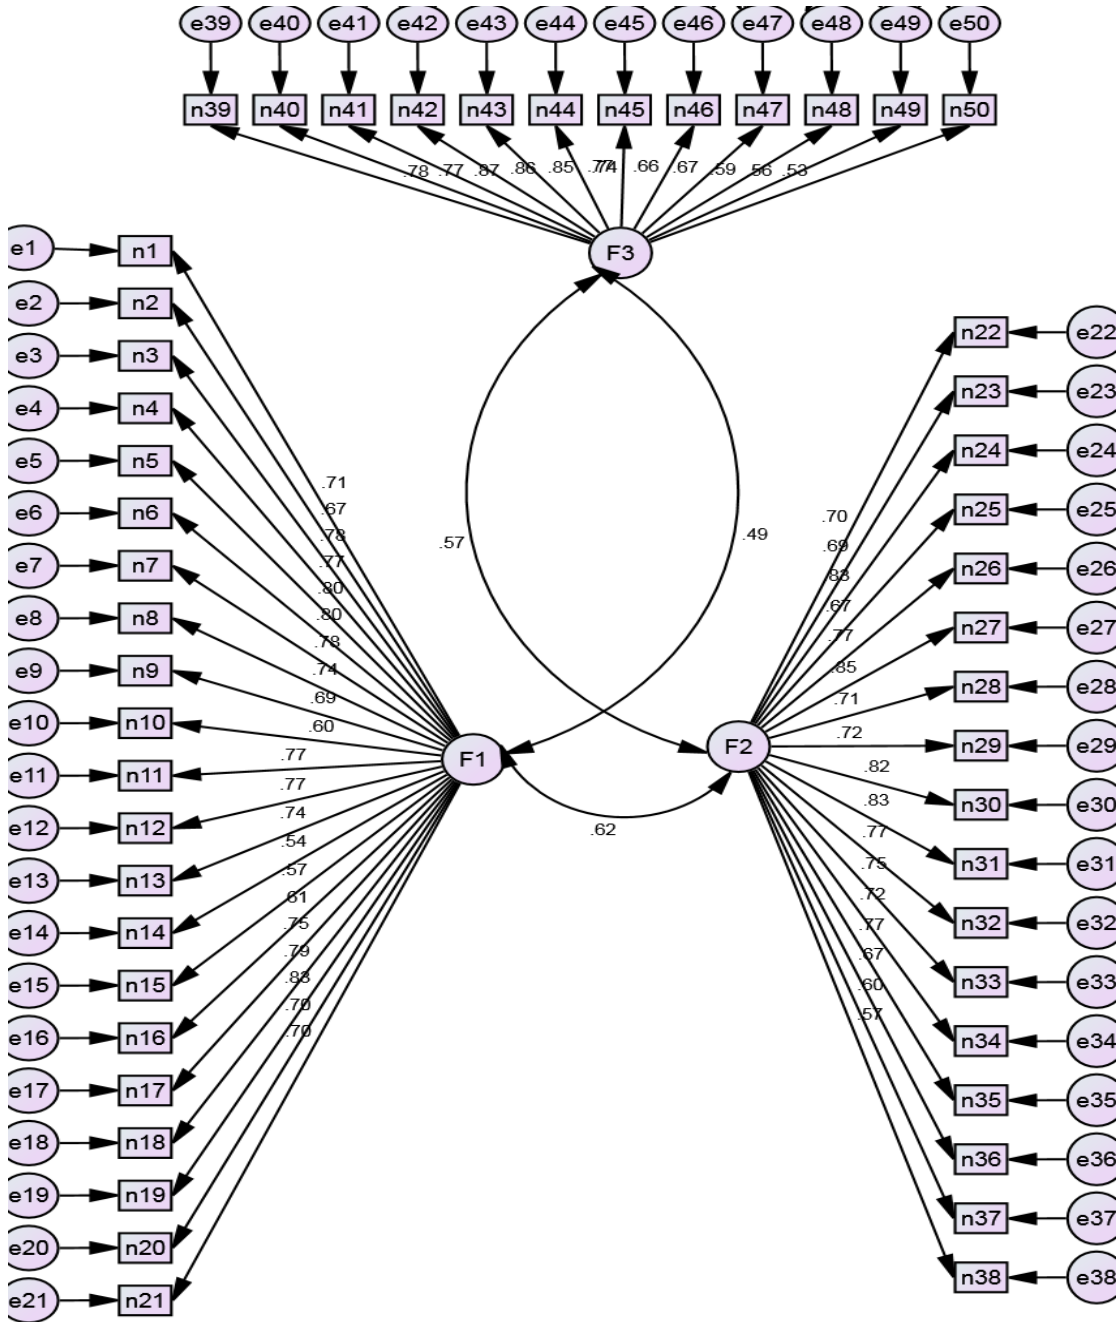 e39 e40 e41 e42 e43 e44 e45 e46 e47 e48 e49 e50
n39 n40 n41 n42 n43 n44 n45 n46 n47 n48 n49 n50
.78 .77 .87 .86 .85 .74 .66 .67 .59 .56 .53
F3
e1 n1
e2 n2
e3 n3
e4 n4
e5 n5
e6 n6
e7 n7
e8 n8
e9 n9
e10 n10
e11 n11
e12 n12
e13 n13
e14 n14
e15 n15
e16 n16
e17 n17
e18 n18
e19 n19
e20 n20
e21 n21
.71
.67
.78
.77
.80
.80
.78
.74
.69
.60
.77
.77
.74
.54
.57
.61
.75
.79
.83
.70
.70
F1
.57
.49
.62
F2
.70
.69
.83
.67
.77
.85
.71
.72
.82
.83
.77
.75
.72
.77
.67
.60
.57
n22 e22
n23 e23
n24 e24
n25 e25
n26 e26
n27 e27
n28 e28
n29 e29
n30 e30
n31 e31
n32 e32
n33 e33
n34 e34
n35 e35
n36 e36
n37 e37
n38 e38